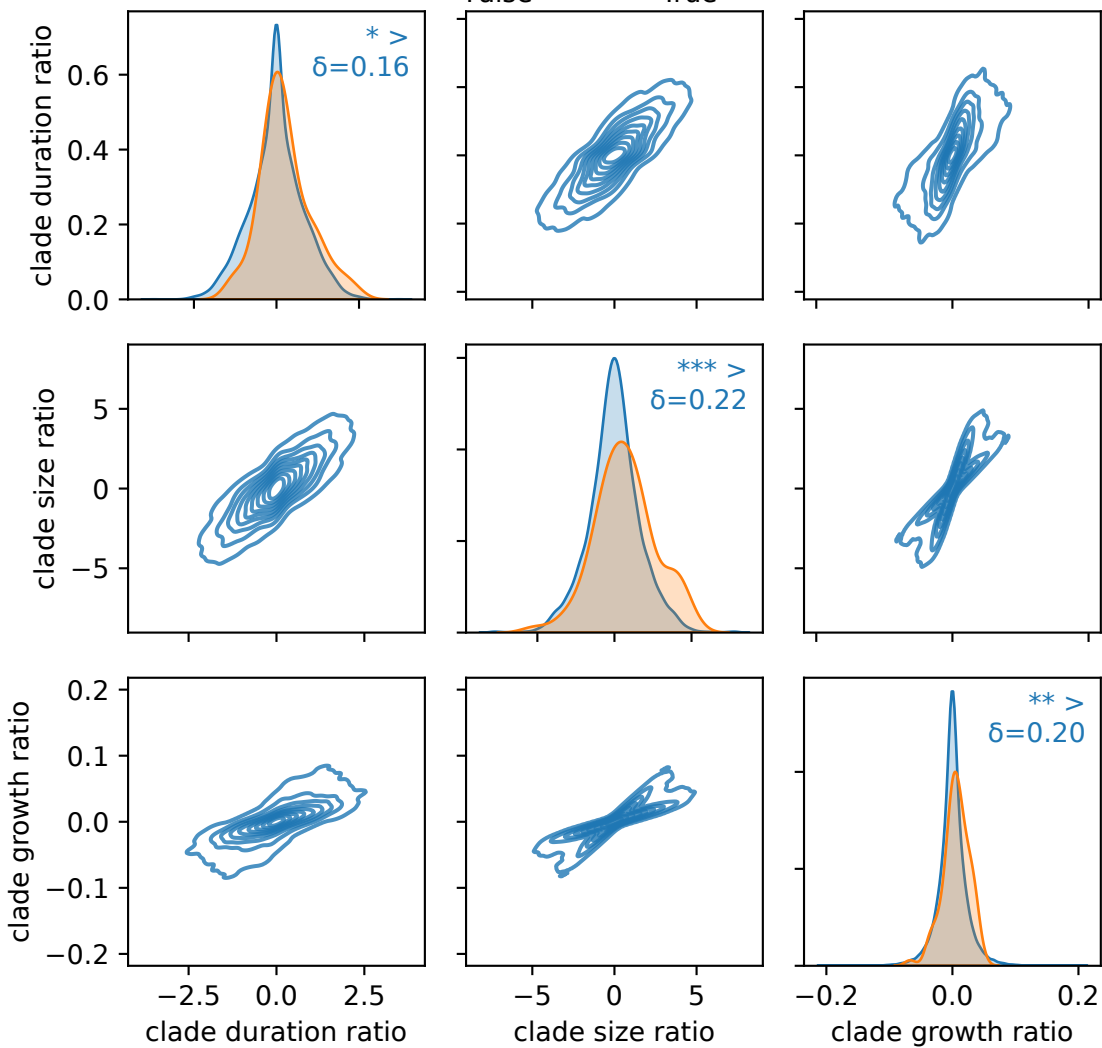 False True
clade duration ratio
0.6
0.4
0.2
0.0
* >
δ=0.16
clade size ratio
5
0
−5
*** >
δ=0.22
clade growth ratio
0.2
0.1
0.0
−0.1
−0.2
** >
δ=0.20
−2.5 0.0 2.5
−5 0 5
−0.2 0.0 0.2
clade duration ratio
clade size ratio
clade growth ratio